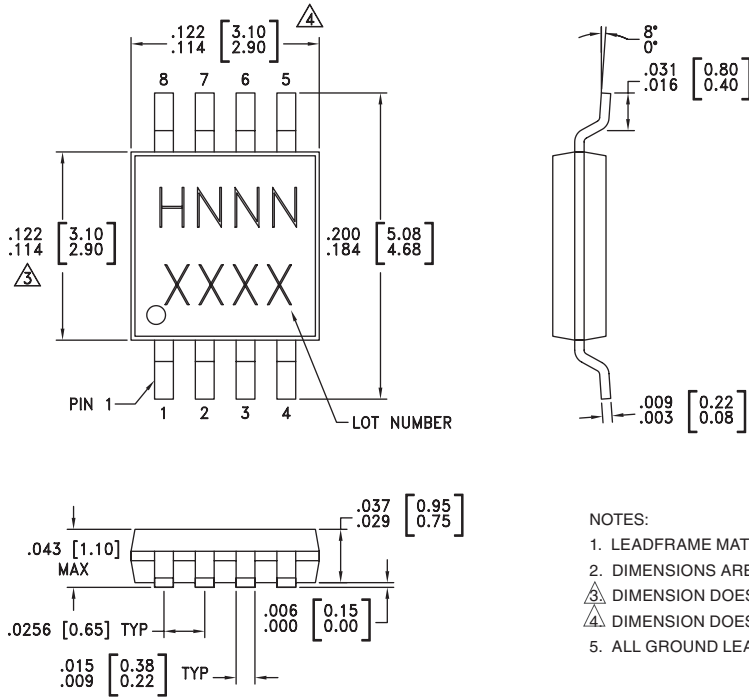 .122 [3.10]
.114 [2.90]
4
8 7 6 5
8°
0°
.031 [0.80]
.016 [0.40]
HNNN
XXXX
.122 [3.10]
.114 [2.90]
3
.200 [5.08]
.184 [4.68]
PIN 1
1 2 3 4
LOT NUMBER
.009 [0.22]
.003 [0.08]
.037 [0.95]
.029 [0.75]
.043 [1.10]
MAX
.006 [0.15]
.000 [0.00]
.0256 [0.65] TYP
.015 [0.38]
.009 [0.22]
TYP
NOTES:
1. LEADFRAME MAT
2. DIMENSIONS ARE
3. DIMENSION DOES
4. DIMENSION DOES
5. ALL GROUND LEA